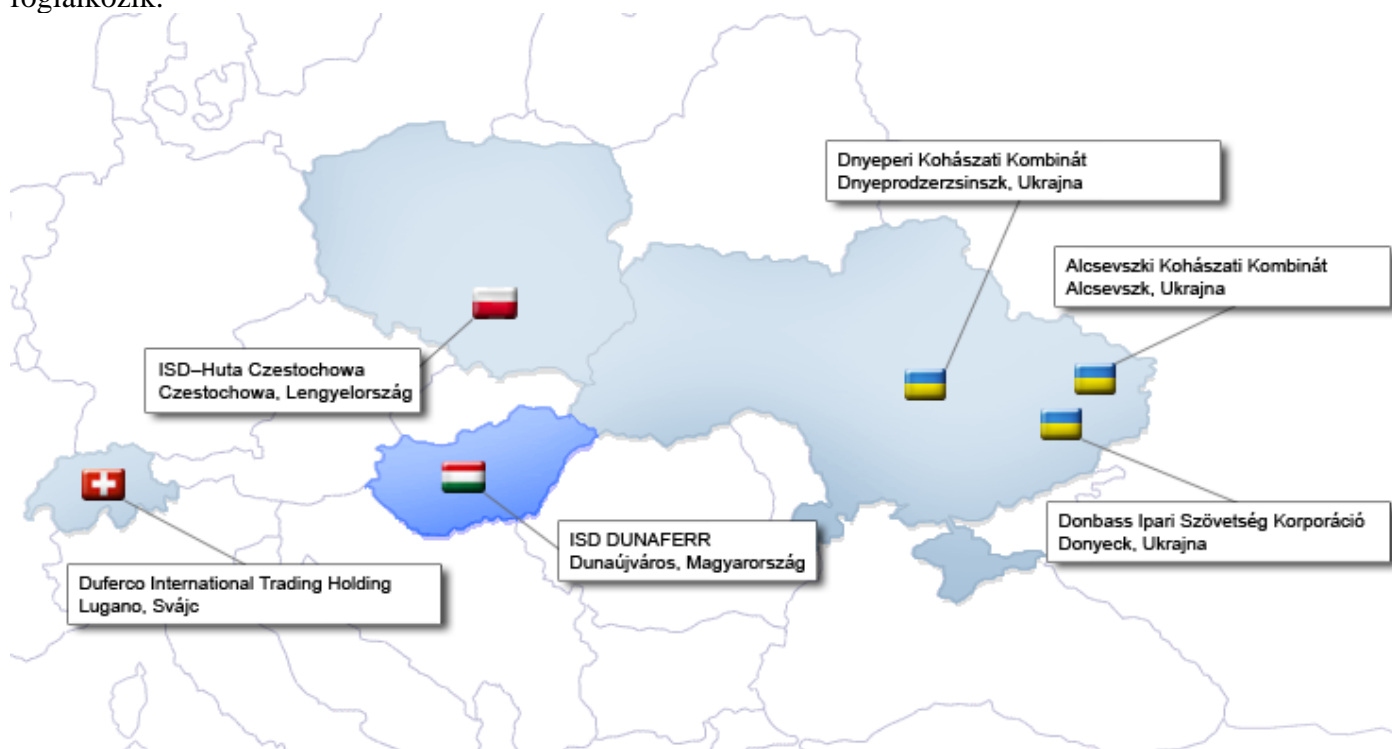 foglalkozik.
Dnyeperi Kohászati Kombinát
Dnyeprodzerzsinszk, Ukrajna
Alcsevszki Kohászati Kombinát
Alcsevszk, Ukrajna
ISD–Huta Czestochowa
Czestochowa, Lengyelország
Donbass Ipari Szövetség Korporáció
Donyeck, Ukrajna
ISD DUNAFERR
Dunaújváros, Magyarország
Duferco International Trading Holding
Lugano, Svájc